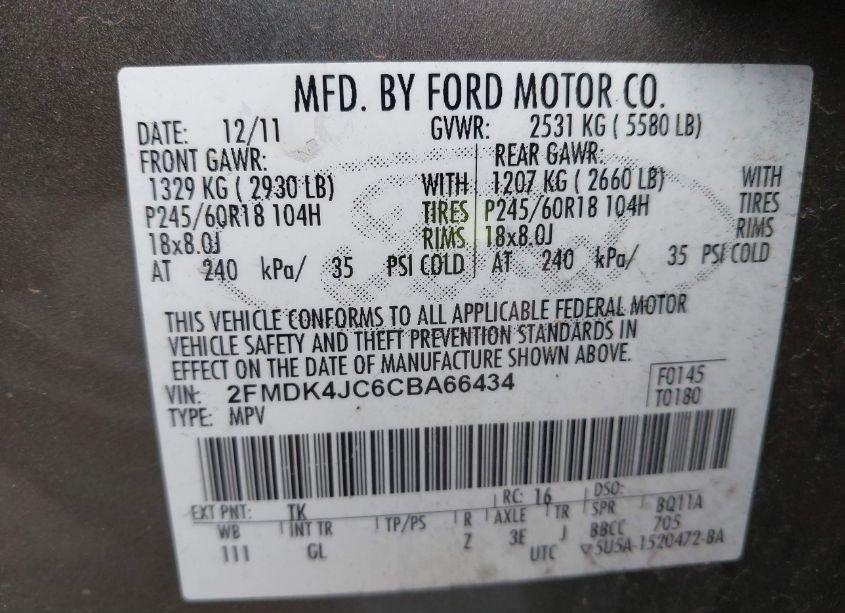 MFD. BY FORD MOTOR CO.
DATE: 12/11 GVWR: 2531 KG ( 5580 LB)
FRONT GAWR: REAR GAWR:
1329 KG ( 2930 LB) WITH 1207 KG ( 2660 LB) WITH
P245/60R18 104H TIRES P245/60R18 104H TIRES
18x8.0J RIMS 18x8.0J RIMS
AT 240 kPa/ 35 PSI COLD AT 240 kPa/ 35 PSI COLD
THIS VEHICLE CONFORMS TO ALL APPLICABLE FEDERAL MOTOR
VEHICLE SAFETY AND THEFT PREVENTION STANDARDS IN
EFFECT ON THE DATE OF MANUFACTURE SHOWN ABOVE.
VIN: 2FMDK4JC6CBA66434 F0145
TYPE: MPV T0180
EXT PNT: TK RC: 16 DSO:
WB INT TR TP/PS R AXLE TR SPR BQ11A
111 GL Z 3E J BBCC 705
UTC ▽5U5A-1520472-BA